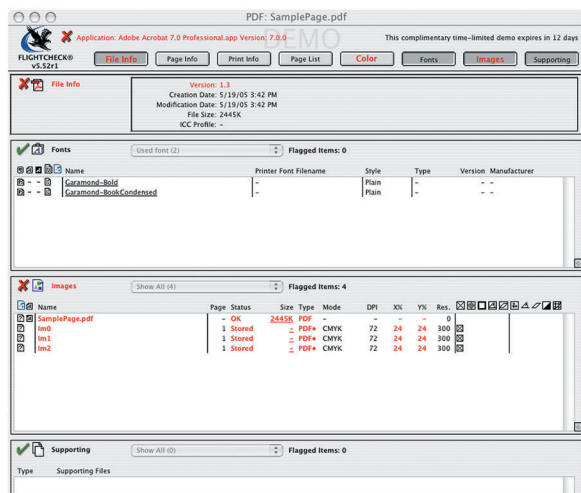 PDF: SamplePage.pdf
DEMO
Application: Adobe Acrobat 7.0 Professional.app Version: 7.0.0
This complimentary time-limited demo expires in 12 days
FLIGHTCHECK®
v5.52r1
File Info Page Info Print Info Page List Color Fonts Images Supporting
File Info
Version: 1.3
Creation Date: 5/19/05 3:42 PM
Modification Date: 5/19/05 3:42 PM
File Size: 2445K
ICC Profile: –
Fonts Used font (2) Flagged Items: 0
Name Printer Font Filename Style Type Version Manufacturer
– – Garamond-Bold – Plain – – –
– – Garamond-BookCondensed – Plain – – –
Images Show All (4) Flagged Items: 4
Name Page Status Size Type Mode DPI X% Y% Res.
SamplePage.pdf – OK 2445K PDF – – – – 0
Im0 1 Stored – PDF• CMYK 72 24 24 300
Im1 1 Stored – PDF• CMYK 72 24 24 300
Im2 1 Stored – PDF• CMYK 72 24 24 300
Supporting Show All (0) Flagged Items: 0
Type Supporting Files